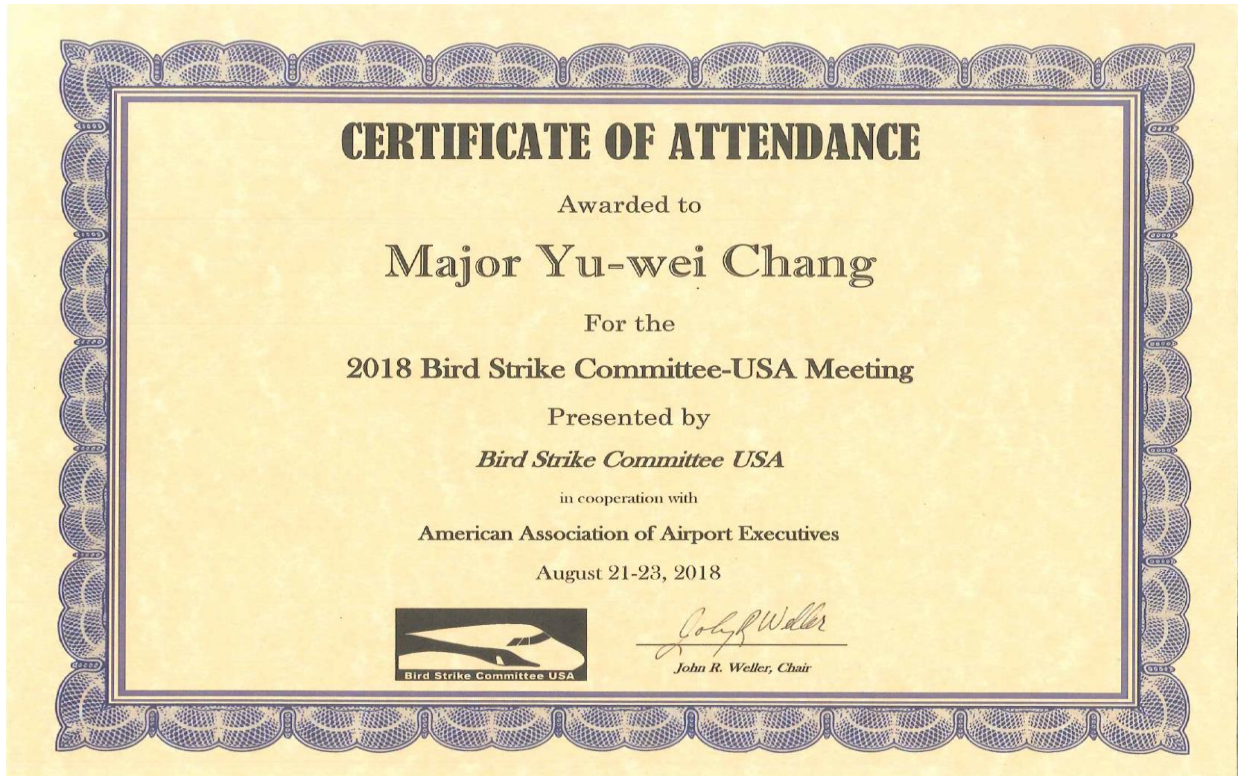 CERTIFICATE OF ATTENDANCE
Awarded to
Major Yu-wei Chang
For the
2018 Bird Strike Committee-USA Meeting
Presented by
Bird Strike Committee USA
in cooperation with
American Association of Airport Executives
August 21-23, 2018
John R Weller
Bird Strike Committee USA
John R. Weller, Chair